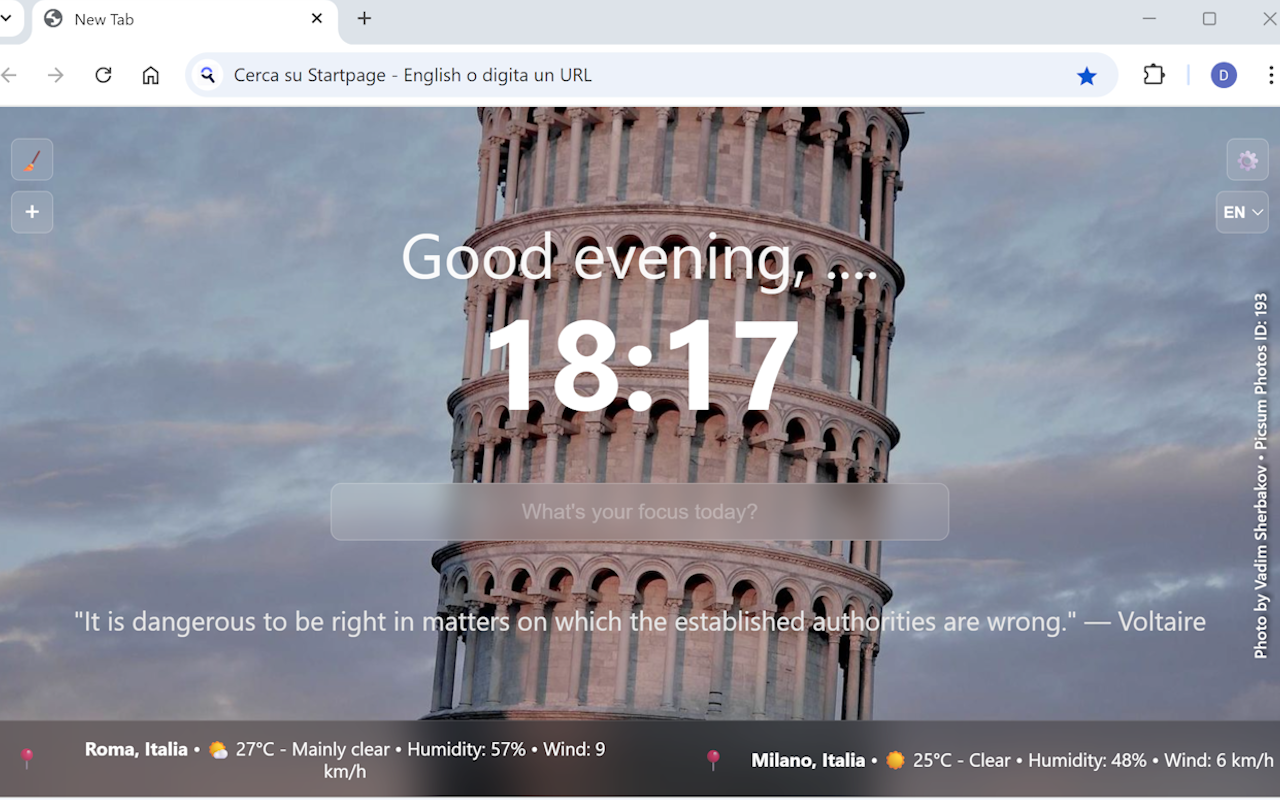 New Tab
Cerca su Startpage - English o digita un URL
D
EN
Good evening, ....
18:17
What's your focus today?
"It is dangerous to be right in matters on which the established authorities are wrong." — Voltaire
Photo by Vadim Sherbakov • Picsum Photos ID: 193
Roma, Italia • 27°C - Mainly clear • Humidity: 57% • Wind: 9
km/h
Milano, Italia • 25°C - Clear • Humidity: 48% • Wind: 6 km/h